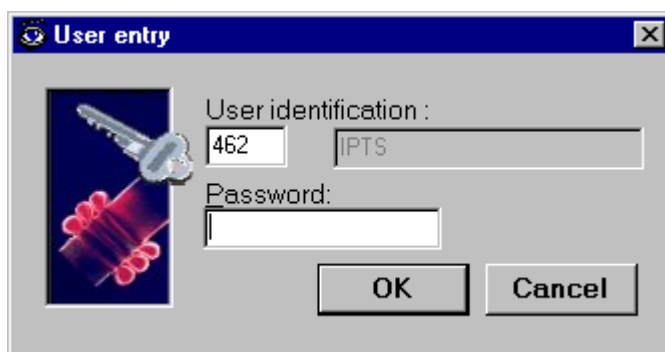 User entry
User identification :
462 IPTS
Password:
OK Cancel